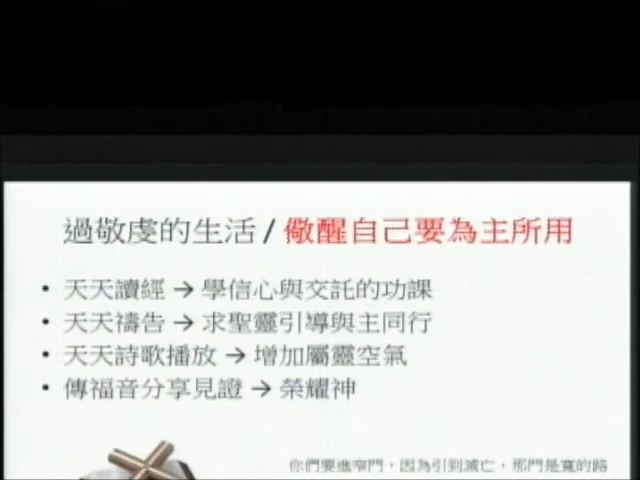 過敬虔的生活 / 儆醒自己要為主所用
• 天天讀經 → 學信心與交託的功課
• 天天禱告 → 求聖靈引導與主同行
• 天天詩歌播放 → 增加屬靈空氣
• 傳福音分享見證 → 榮耀神
你們要進窄門，因為引到滅亡，那門是寬的路